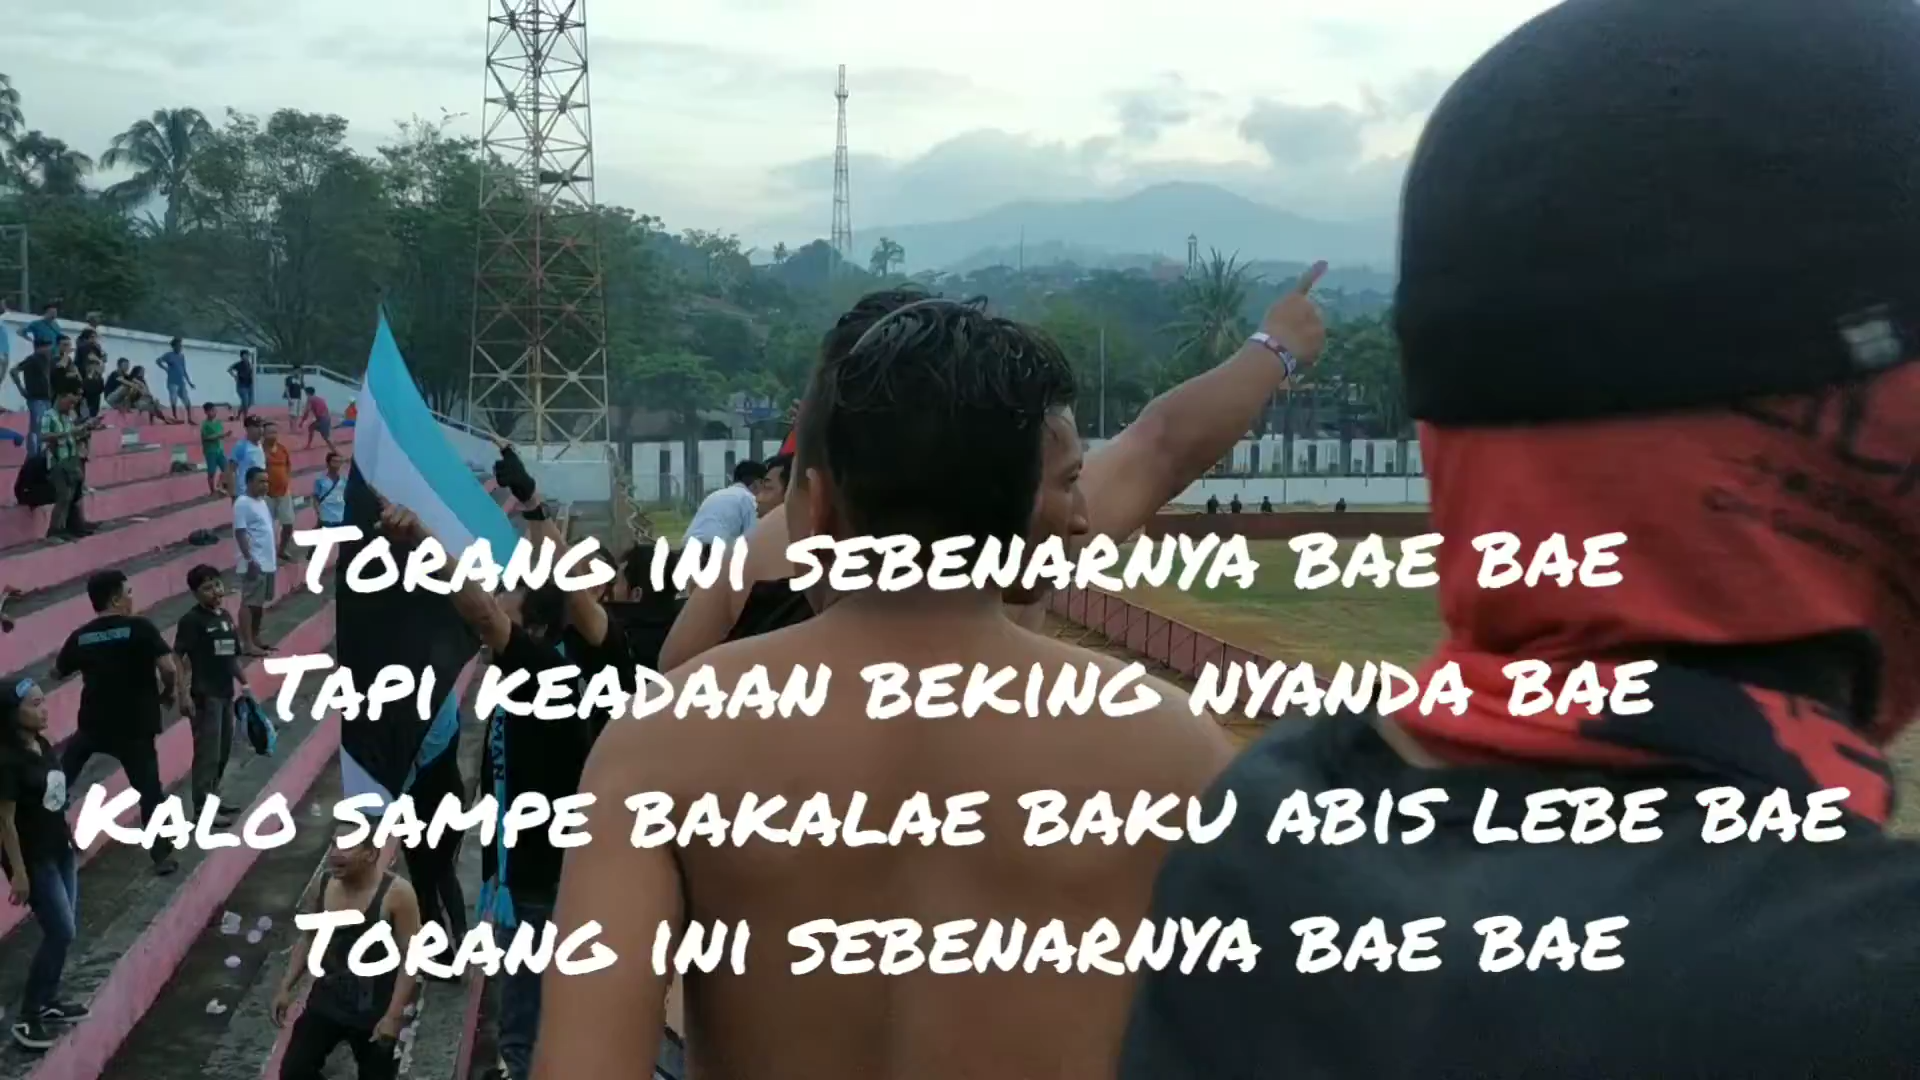 Torang ini sebenarnya bae bae
Tapi keadaan beking nyanda bae
Kalo sampe bakalae baku abis lebe bae
Torang ini sebenarnya bae bae